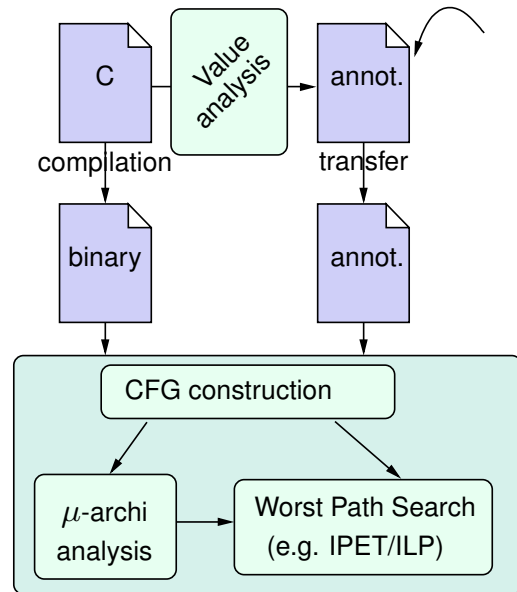 C
Value
analysis
annot.
compilation
transfer
binary
annot.
CFG construction
μ-archi
analysis
Worst Path Search
(e.g. IPET/ILP)